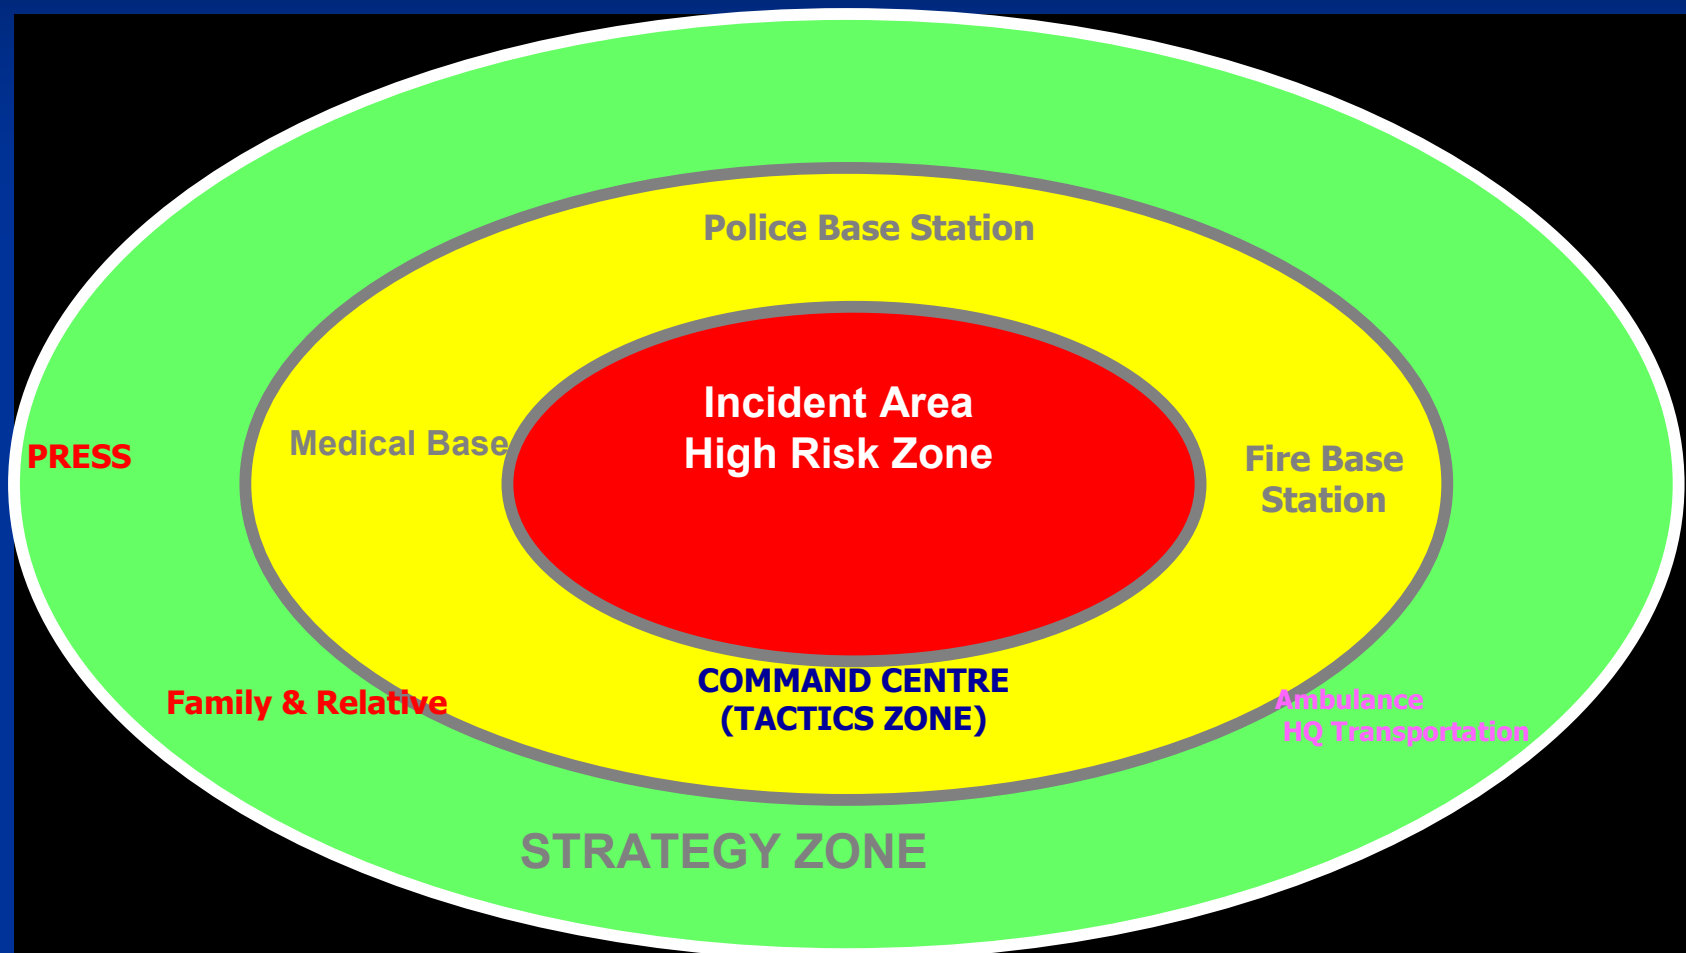 Police Base Station
Incident Area
High Risk Zone
Medical Base
PRESS
Fire Base
Station
COMMAND CENTRE
(TACTICS ZONE)
Family & Relative
Ambulance
HQ Transportation
STRATEGY ZONE